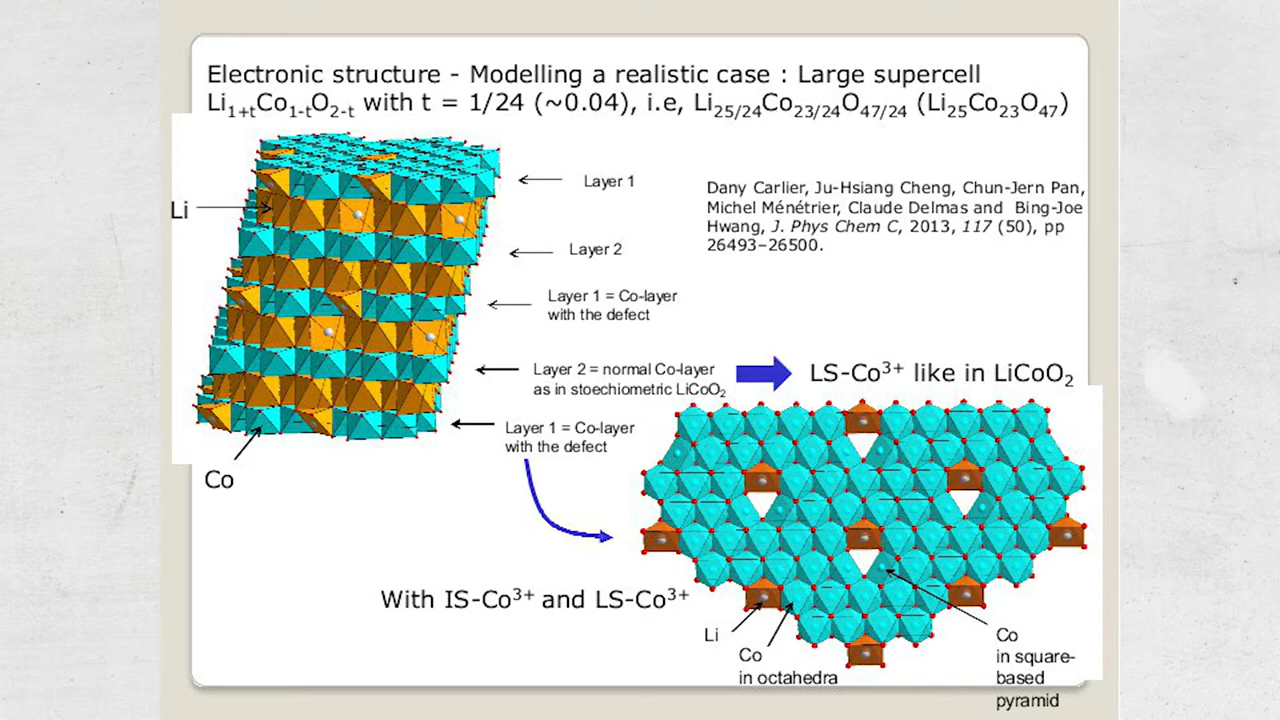 Electronic structure - Modelling a realistic case : Large supercell
Li1+tCo1-tO2-t with t = 1/24 (~0.04), i.e, Li25/24Co23/24O47/24 (Li25Co23O47)
Layer 1
Li
Layer 2
Dany Carlier, Ju-Hsiang Cheng, Chun-Jern Pan,
Michel Ménétrier, Claude Delmas and Bing-Joe
Hwang, J. Phys Chem C, 2013, 117 (50), pp
26493–26500.
Layer 1 = Co-layer
with the defect
Layer 2 = normal Co-layer
as in stoechiometric LiCoO2
LS-Co3+ like in LiCoO2
Layer 1 = Co-layer
with the defect
Co
With IS-Co3+ and LS-Co3+
Li
Co
in octahedra
Co
in square-
based
pyramid